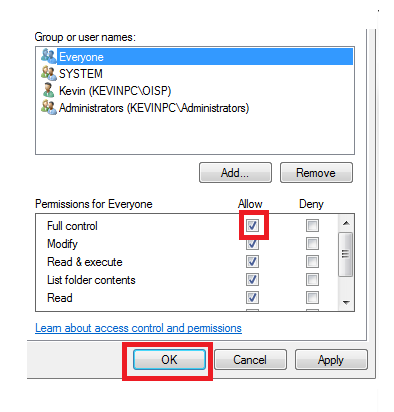 Group or user names:
Everyone
SYSTEM
Kevin (KEVINPC\OISP)
Administrators (KEVINPC\Administrators)
Add... Remove
Permissions for Everyone Allow Deny
Full control
Modify
Read & execute
List folder contents
Read
Learn about access control and permissions
OK Cancel Apply